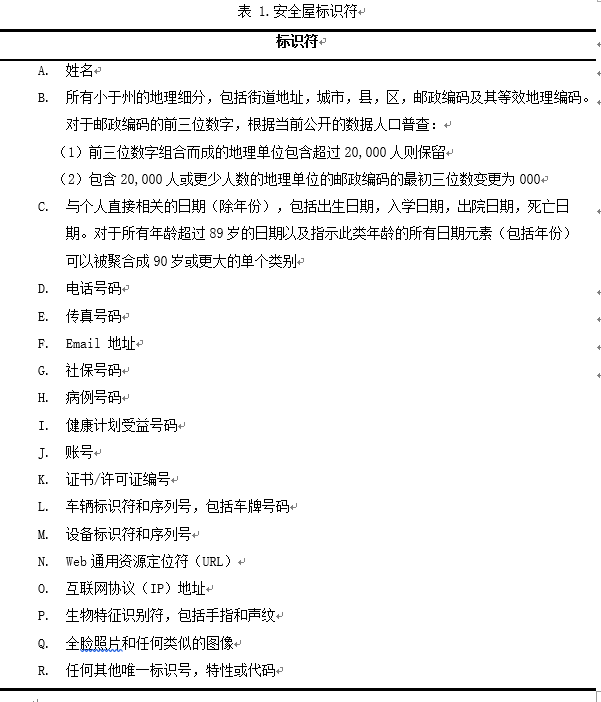 表 1.安全屋标识符
标识符
A. 姓名
B. 所有小于州的地理细分，包括街道地址，城市，县，区，邮政编码及其等效地理编码。
对于邮政编码的前三位数字，根据当前公开的数据人口普查：
（1）前三位数字组合而成的地理单位包含超过 20,000 人则保留
（2）包含 20,000 人或更少人数的地理单位的邮政编码的最初三位数变更为 000
C. 与个人直接相关的日期（除年份），包括出生日期，入学日期，出院日期，死亡日
期。对于所有年龄超过 89 岁的日期以及指示此类年龄的所有日期元素（包括年份）
可以被聚合成 90 岁或更大的单个类别
D. 电话号码
E. 传真号码
F. Email 地址
G. 社保号码
H. 病例号码
I. 健康计划受益号码
J. 账号
K. 证书/许可证编号
L. 车辆标识符和序列号，包括车牌号码
M. 设备标识符和序列号
N. Web 通用资源定位符（URL）
O. 互联网协议（IP）地址
P. 生物特征识别符，包括手指和声纹
Q. 全脸照片和任何类似的图像
R. 任何其他唯一标识号，特性或代码